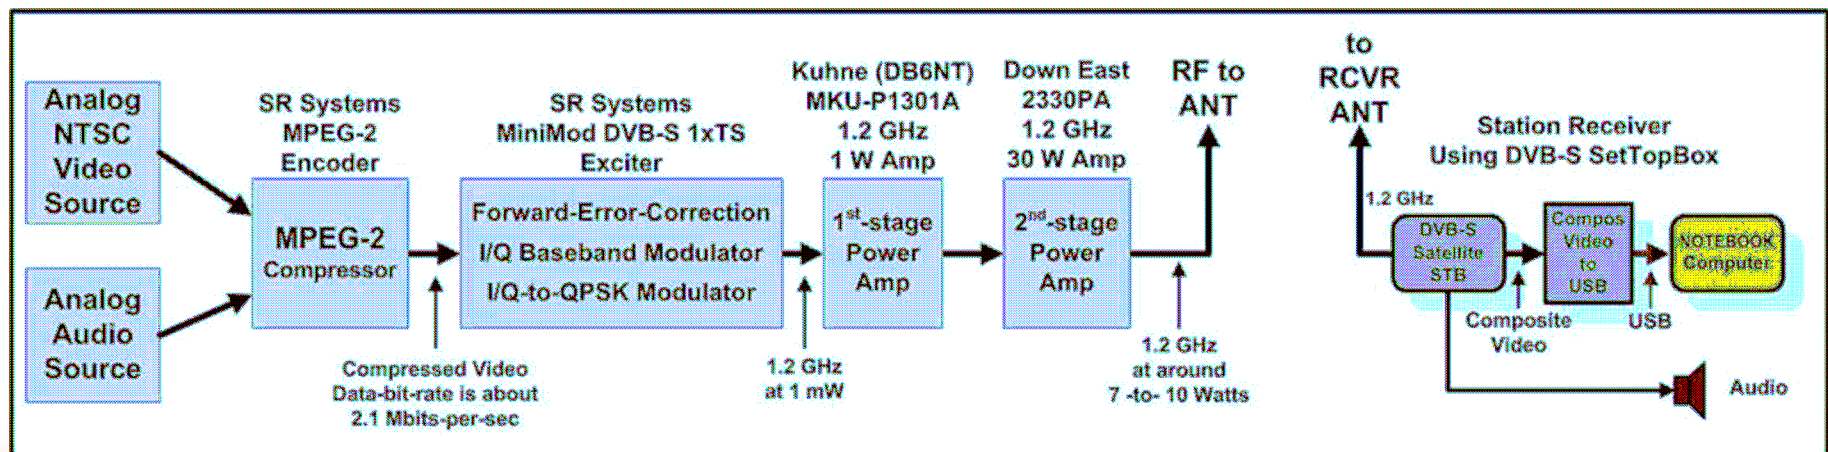 Analog
NTSC
Video
Source
Analog
Audio
Source
SR Systems
MPEG-2
Encoder
MPEG-2
Compressor
Compressed Video
Data-bit-rate is about
2.1 Mbits-per-sec
SR Systems
MiniMod DVB-S 1xTS
Exciter
Forward-Error-Correction
I/Q Baseband Modulator
I/Q-to-QPSK Modulator
1.2 GHz
at 1 mW
Kuhne (DB6NT)
MKU-P1301A
1.2 GHz
1 W Amp
1st-stage
Power
Amp
Down East
2330PA
1.2 GHz
30 W Amp
2nd-stage
Power
Amp
RF to
ANT
1.2 GHz
at around
7 -to- 10 Watts
to
RCVR
ANT
Station Receiver
Using DVB-S SetTopBox
1.2 GHz
DVB-S
Satellite
STB
Compos
Video
to
USB
NOTEBOOK
Computer
Composite
Video
USB
Audio